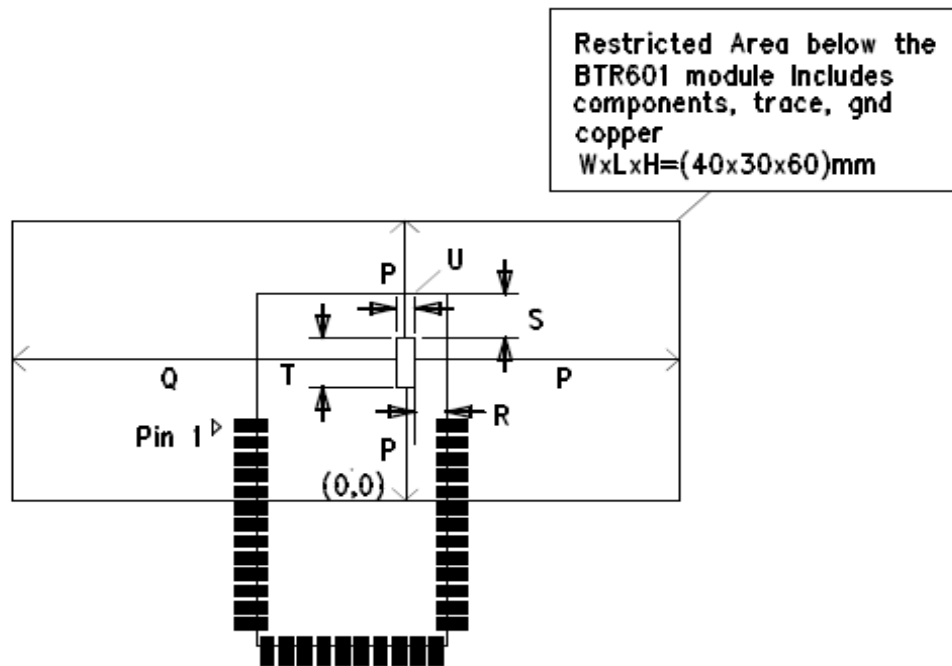 Restricted Area below the
BTR601 module Includes
components, trace, gnd
copper
WxLxH=(40x30x60)mm
P
U
S
Q
T
P
R
Pin 1
P
(0,0)